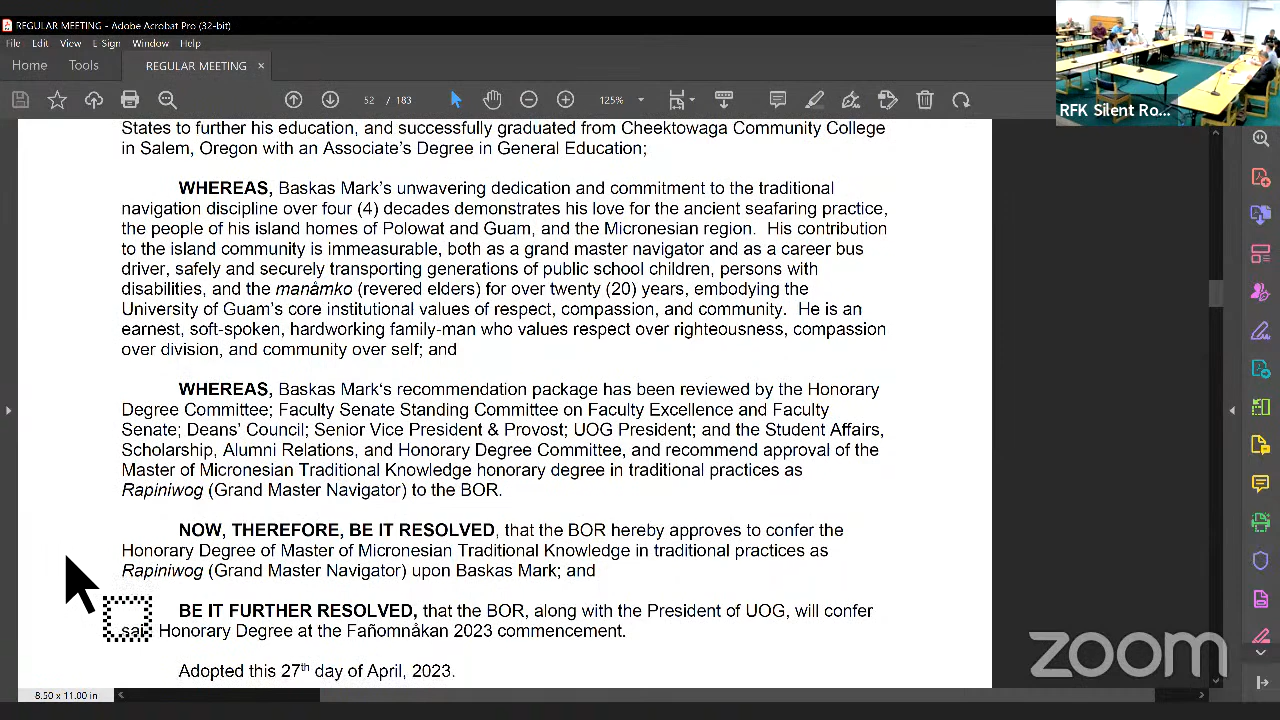 REGULAR MEETING - Adobe Acrobat Pro (32-bit)
File Edit View E-Sign Window Help
Home Tools REGULAR MEETING ×
52 / 183 125%
RFK Silent Ro...
States to further his education, and successfully graduated from Cheektowaga Community College
in Salem, Oregon with an Associate's Degree in General Education;
WHEREAS, Baskas Mark's unwavering dedication and commitment to the traditional
navigation discipline over four (4) decades demonstrates his love for the ancient seafaring practice,
the people of his island homes of Polowat and Guam, and the Micronesian region. His contribution
to the island community is immeasurable, both as a grand master navigator and as a career bus
driver, safely and securely transporting generations of public school children, persons with
disabilities, and the manåmko (revered elders) for over twenty (20) years, embodying the
University of Guam's core institutional values of respect, compassion, and community. He is an
earnest, soft-spoken, hardworking family-man who values respect over righteousness, compassion
over division, and community over self; and
WHEREAS, Baskas Mark‘s recommendation package has been reviewed by the Honorary
Degree Committee; Faculty Senate Standing Committee on Faculty Excellence and Faculty
Senate; Deans' Council; Senior Vice President & Provost; UOG President; and the Student Affairs,
Scholarship, Alumni Relations, and Honorary Degree Committee, and recommend approval of the
Master of Micronesian Traditional Knowledge honorary degree in traditional practices as
Rapiniwog (Grand Master Navigator) to the BOR.
NOW, THEREFORE, BE IT RESOLVED, that the BOR hereby approves to confer the
Honorary Degree of Master of Micronesian Traditional Knowledge in traditional practices as
Rapiniwog (Grand Master Navigator) upon Baskas Mark; and
BE IT FURTHER RESOLVED, that the BOR, along with the President of UOG, will confer
said Honorary Degree at the Fañomnåkan 2023 commencement.
Adopted this 27th day of April, 2023.
zoom
8.50 x 11.00 in